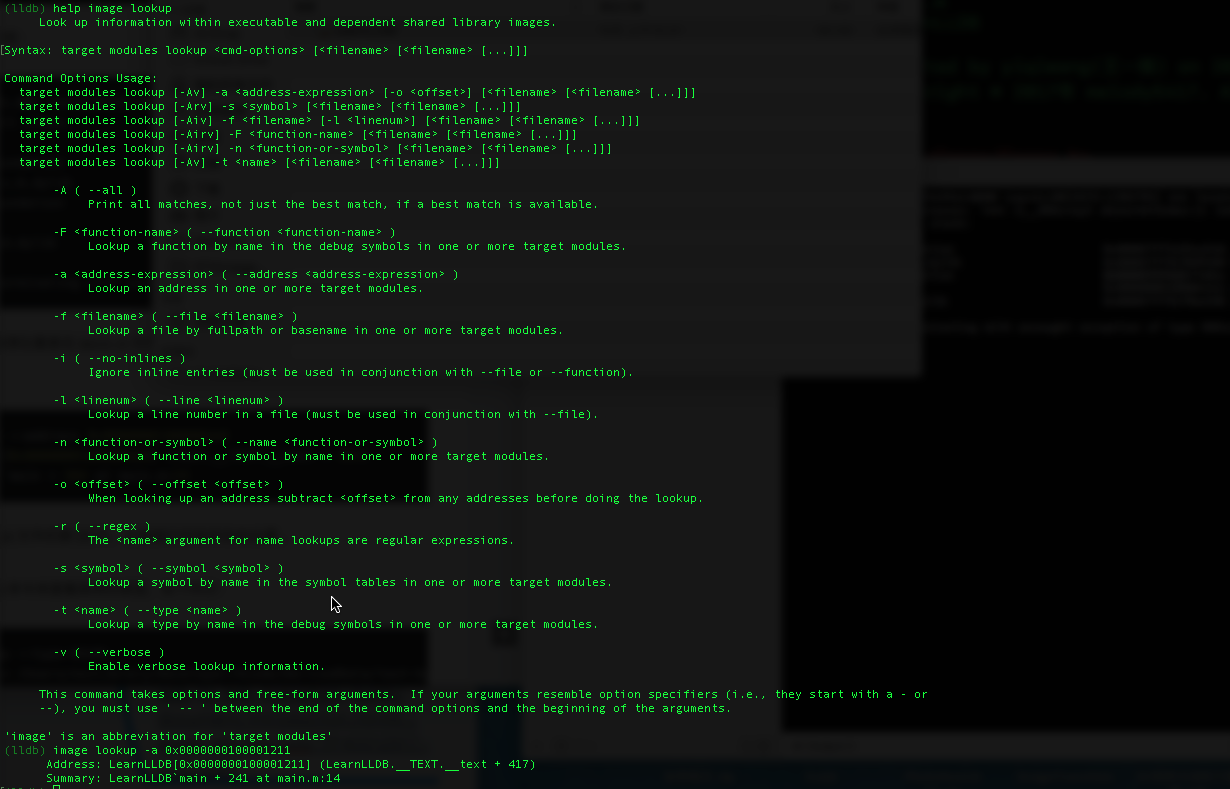 (lldb) help image lookup
Look up information within executable and dependent shared library images.
[Syntax: target modules lookup <cmd-options> [<filename> [<filename> [...]]]
Command Options Usage:
target modules lookup [-Av] -a <address-expression> [-o <offset>] [<filename> [<filename> [...]]]
target modules lookup [-Arv] -s <symbol> [<filename> [<filename> [...]]]
target modules lookup [-Aiv] -f <filename> [-l <linenum>] [<filename> [<filename> [...]]]
target modules lookup [-Airv] -F <function-name> [<filename> [<filename> [...]]]
target modules lookup [-Airv] -n <function-or-symbol> [<filename> [<filename> [...]]]
target modules lookup [-Av] -t <name> [<filename> [<filename> [...]]]
-A ( --all )
Print all matches, not just the best match, if a best match is available.
-F <function-name> ( --function <function-name> )
Lookup a function by name in the debug symbols in one or more target modules.
-a <address-expression> ( --address <address-expression> )
Lookup an address in one or more target modules.
-f <filename> ( --file <filename> )
Lookup a file by fullpath or basename in one or more target modules.
-i ( --no-inlines )
Ignore inline entries (must be used in conjunction with --file or --function).
-l <linenum> ( --line <linenum> )
Lookup a line number in a file (must be used in conjunction with --file).
-n <function-or-symbol> ( --name <function-or-symbol> )
Lookup a function or symbol by name in one or more target modules.
-o <offset> ( --offset <offset> )
When looking up an address subtract <offset> from any addresses before doing the lookup.
-r ( --regex )
The <name> argument for name lookups are regular expressions.
-s <symbol> ( --symbol <symbol> )
Lookup a symbol by name in the symbol tables in one or more target modules.
-t <name> ( --type <name> )
Lookup a type by name in the debug symbols in one or more target modules.
-v ( --verbose )
Enable verbose lookup information.
This command takes options and free-form arguments.  If your arguments resemble option specifiers (i.e., they start with a - or
--), you must use ' -- ' between the end of the command options and the beginning of the arguments.
'image' is an abbreviation for 'target modules'
(lldb) image lookup -a 0x0000000100001211
Address: LearnLLDB[0x0000000100001211] (LearnLLDB.__TEXT.__text + 417)
Summary: LearnLLDB`main + 241 at main.m:14